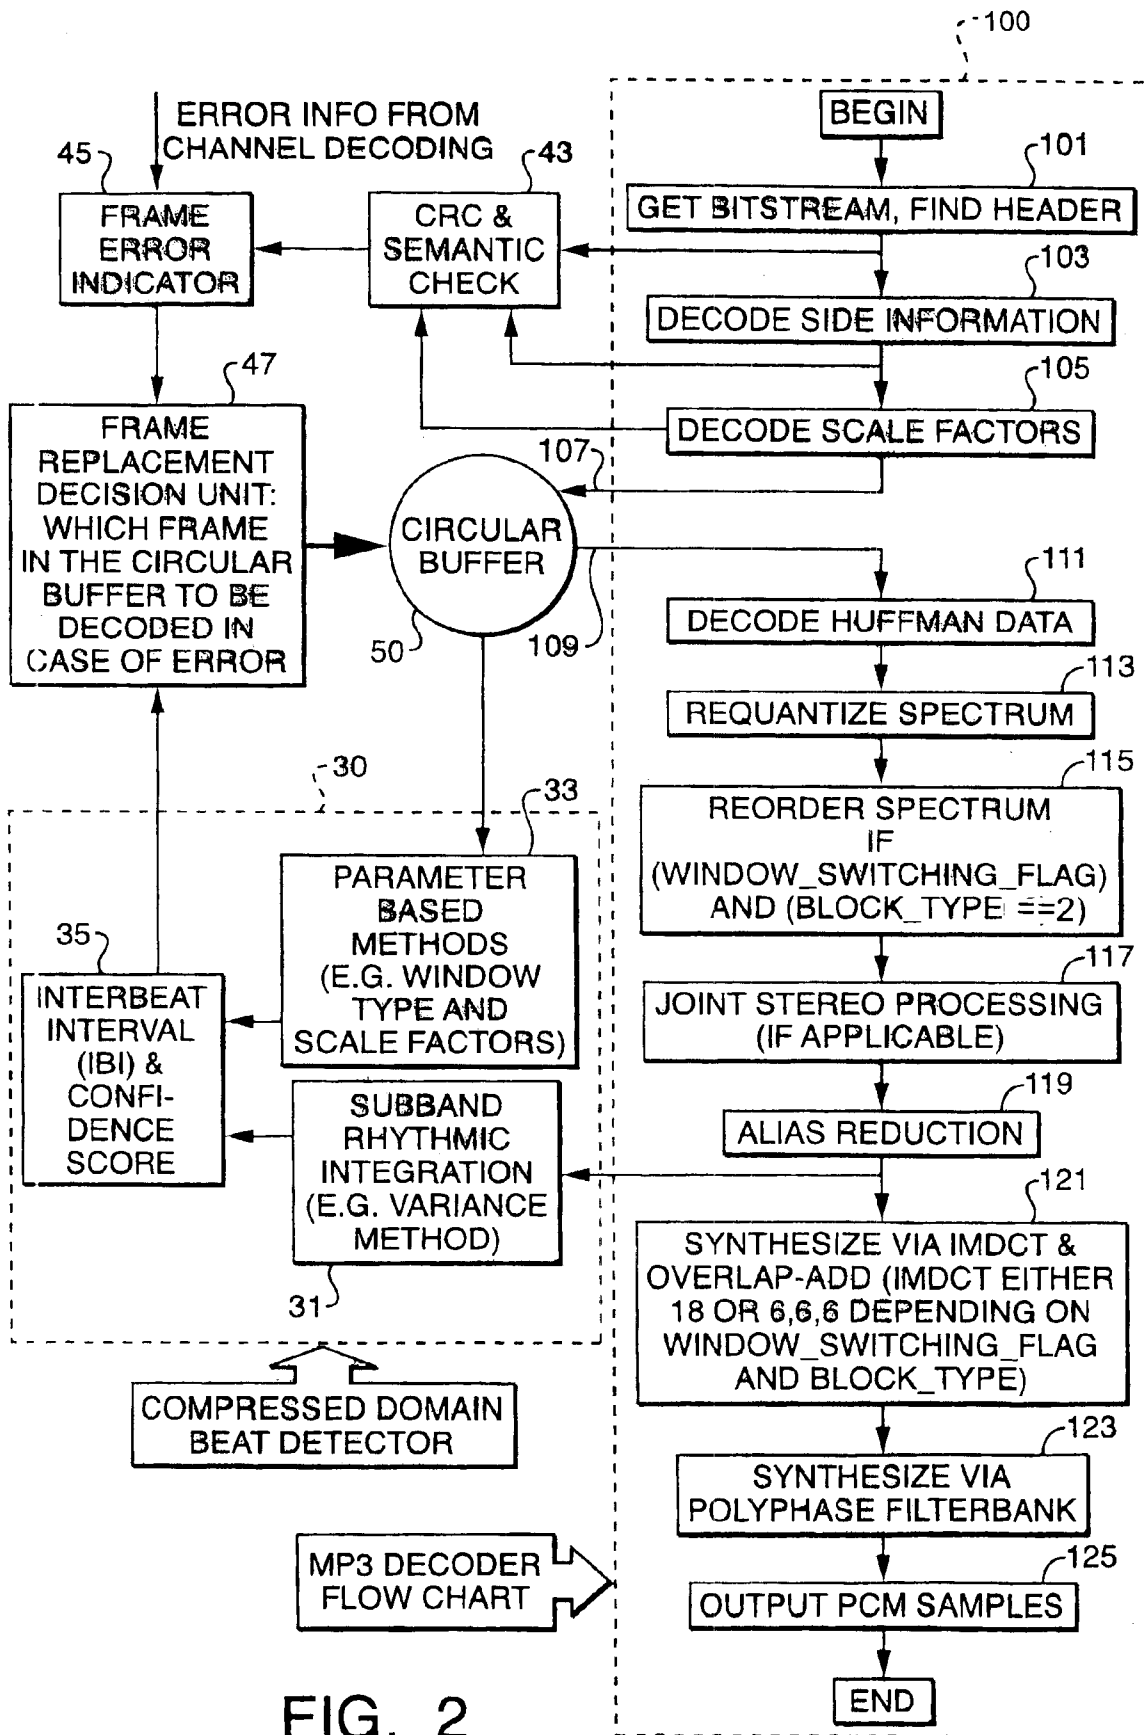 100
BEGIN
ERROR INFO FROM
CHANNEL DECODING
45
43
101
FRAME
ERROR
INDICATOR
CRC &
SEMANTIC
CHECK
GET BITSTREAM, FIND HEADER
103
DECODE SIDE INFORMATION
47
105
FRAME
REPLACEMENT
DECISION UNIT:
WHICH FRAME
IN THE CIRCULAR
BUFFER TO BE
DECODED IN
CASE OF ERROR
DECODE SCALE FACTORS
107
CIRCULAR
BUFFER
50
109
111
DECODE HUFFMAN DATA
113
REQUANTIZE SPECTRUM
115
REORDER SPECTRUM
IF
(WINDOW_SWITCHING_FLAG)
AND (BLOCK_TYPE ==2)
30
33
PARAMETER
BASED
METHODS
(E.G. WINDOW
TYPE AND
SCALE FACTORS)
35
INTERBEAT
INTERVAL
(IBI) &
CONFI-
DENCE
SCORE
117
JOINT STEREO PROCESSING
(IF APPLICABLE)
SUBBAND
RHYTHMIC
INTEGRATION
(E.G. VARIANCE
METHOD)
31
119
ALIAS REDUCTION
121
SYNTHESIZE VIA IMDCT &
OVERLAP-ADD (IMDCT EITHER
18 OR 6,6,6 DEPENDING ON
WINDOW_SWITCHING_FLAG
AND BLOCK_TYPE)
COMPRESSED DOMAIN
BEAT DETECTOR
123
SYNTHESIZE VIA
POLYPHASE FILTERBANK
MP3 DECODER
FLOW CHART
125
OUTPUT PCM SAMPLES
END
FIG. 2